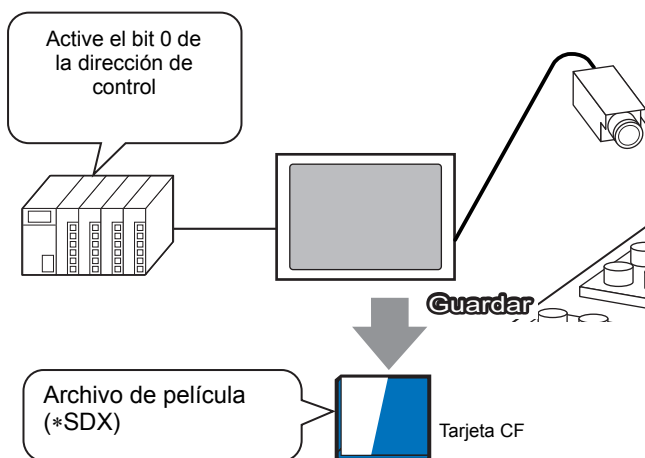 Active el bit 0 de
la dirección de
control
Guardar
Archivo de película
(*SDX)
Tarjeta CF